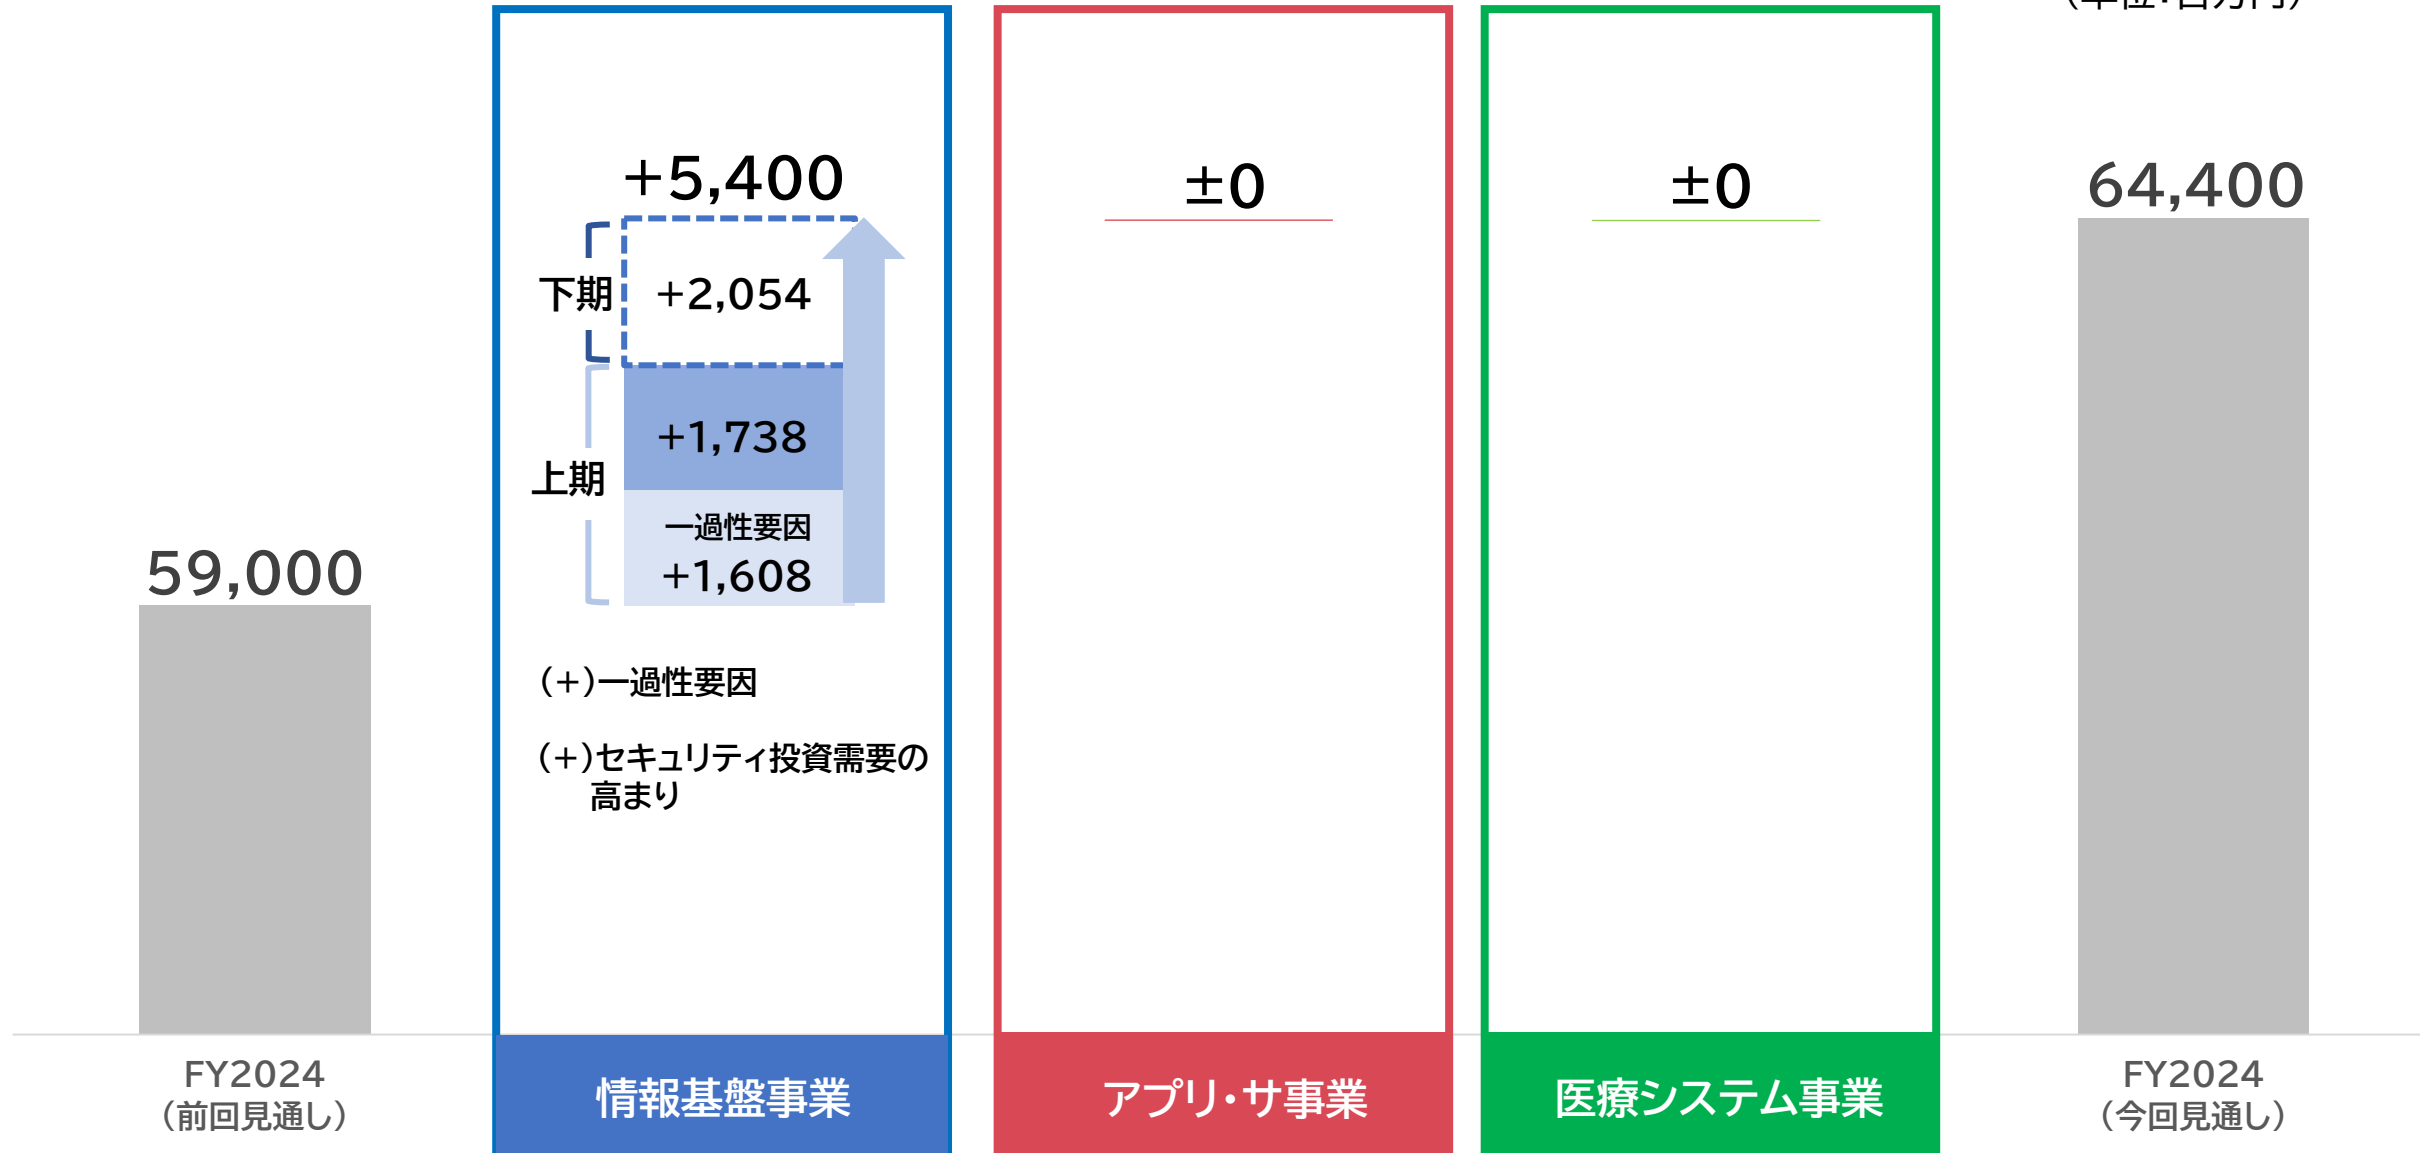 (単位:百万円)
+5,400
±0
±0
64,400
下期
+2,054
+1,738
上期
一過性要因
+1,608
59,000
(+)一過性要因
(+)セキュリティ投資需要の
高まり
FY2024
(前回見通し)
情報基盤事業
アプリ・サ事業
医療システム事業
FY2024
(今回見通し)